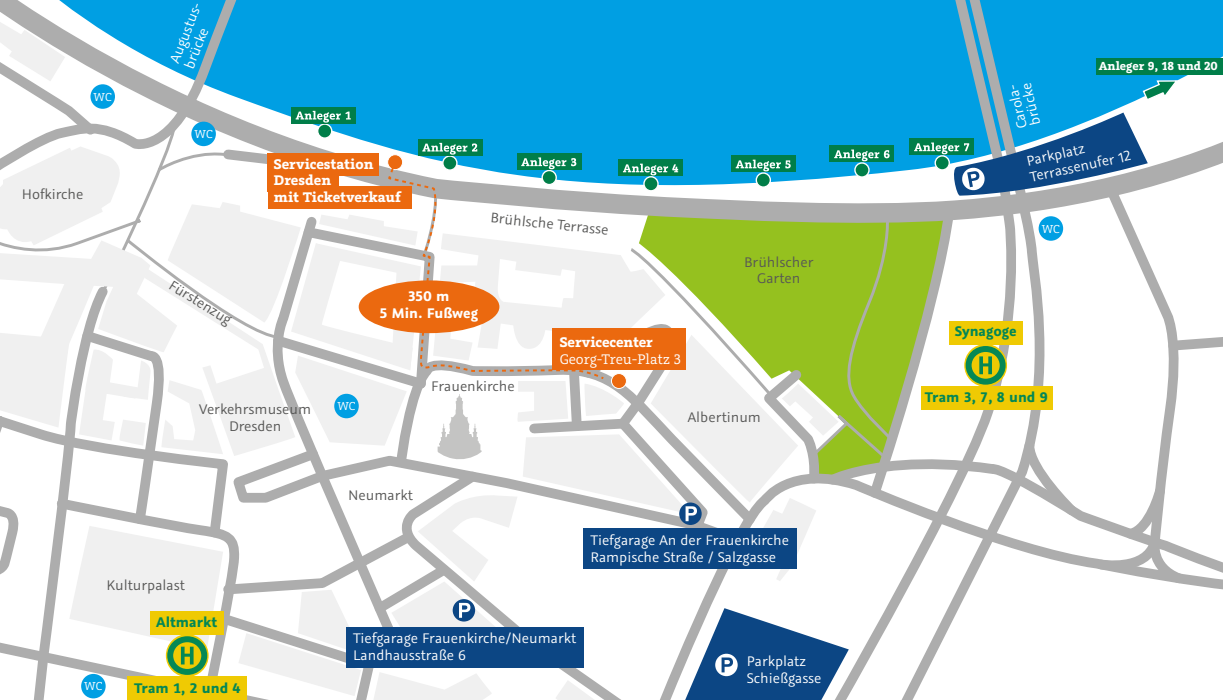 Augustus-
brücke
Anleger 9, 18 und 20
Carola-
brücke
WC
WC
Anleger 1
Anleger 2
Anleger 3
Anleger 4
Anleger 5
Anleger 6
Anleger 7
Servicestation
Dresden
mit Ticketverkauf
P
Parkplatz
Terrassenufer 12
Hofkirche
Brühlsche Terrasse
WC
Brühlscher
Garten
Fürstenzug
350 m
5 Min. Fußweg
Servicecenter
Georg-Treu-Platz 3
Synagoge
H
Tram 3, 7, 8 und 9
Frauenkirche
WC
Verkehrsmuseum
Dresden
Albertinum
Neumarkt
P
Tiefgarage An der Frauenkirche
Rampische Straße / Salzgasse
Kulturpalast
P
Tiefgarage Frauenkirche/Neumarkt
Landhausstraße 6
Altmarkt
H
Tram 1, 2 und 4
WC
P
Parkplatz
Schießgasse